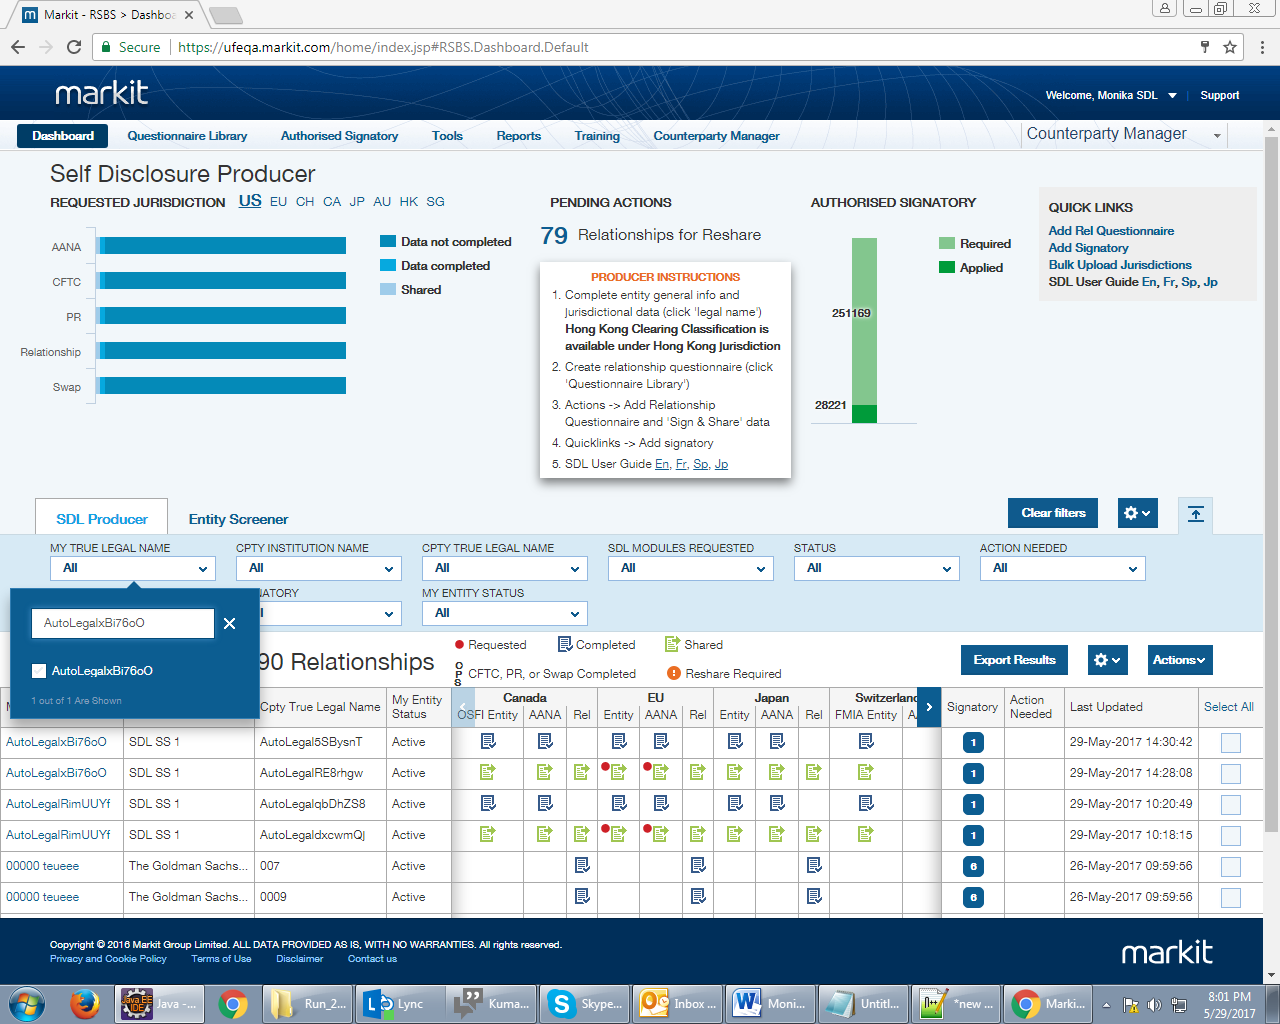 Markit - RSBS > Dashbo
Secure https://ufeqa.markit.com/home/index.jsp#RSBS.Dashboard.Default
markit
Welcome, Monika SDL Support
Dashboard Questionnaire Library Authorised Signatory Tools Reports Training Counterparty Manager Counterparty Manager
Self Disclosure Producer
REQUESTED JURISDICTION US EU CH CA JP AU HK SG
AANA
CFTC
PR
Relationship
Swap
Data not completed
Data completed
Shared
PENDING ACTIONS
79 Relationships for Reshare
PRODUCER INSTRUCTIONS
1. Complete entity general info and
jurisdictional data (click 'legal name')
Hong Kong Clearing Classification is
available under Hong Kong Jurisdiction
2. Create relationship questionnaire (click
'Questionnaire Library')
3. Actions -> Add Relationship
Questionnaire and 'Sign & Share' data
4. Quicklinks -> Add signatory
5. SDL User Guide En, Fr, Sp, Jp
AUTHORISED SIGNATORY
251169
28221
Required
Applied
QUICK LINKS
Add Rel Questionnaire
Add Signatory
Bulk Upload Jurisdictions
SDL User Guide En, Fr, Sp, Jp
SDL Producer Entity Screener Clear filters
MY TRUE LEGAL NAME CPTY INSTITUTION NAME CPTY TRUE LEGAL NAME SDL MODULES REQUESTED STATUS ACTION NEEDED
All All All All All All
NATORY MY ENTITY STATUS
All
AutoLegalxBi76oO
AutoLegalxBi76oO
1 out of 1 Are Shown
90 Relationships
Requested Completed Shared
OPS CFTC, PR, or Swap Completed Reshare Required
Export Results Actions
Cpty True Legal Name My Entity Status Canada EU Japan Switzerland Signatory Action Needed Last Updated Select All
OSFI Entity AANA Rel Entity AANA Rel Entity AANA Rel FMIA Entity
AutoLegalxBi76oO SDL SS 1 AutoLegal5SBysnT Active 1 29-May-2017 14:30:42
AutoLegalxBi76oO SDL SS 1 AutoLegalRE8rhgw Active 1 29-May-2017 14:28:08
AutoLegalRimUUYf SDL SS 1 AutoLegalqbDhZS8 Active 1 29-May-2017 10:20:49
AutoLegalRimUUYf SDL SS 1 AutoLegaldxcwmQj Active 1 29-May-2017 10:18:15
00000 teueee The Goldman Sachs... 007 Active 6 26-May-2017 09:59:56
00000 teueee The Goldman Sachs... 0009 Active 6 26-May-2017 09:59:56
Copyright © 2016 Markit Group Limited. ALL DATA PROVIDED AS IS, WITH NO WARRANTIES. All rights reserved.
Privacy and Cookie Policy Terms of Use Disclaimer Contact us
markit
Java -... Run_2... Lync Kuma... Skype... Inbox ... Moni... Untitl... *new ... Marki...
8:01 PM
5/29/2017